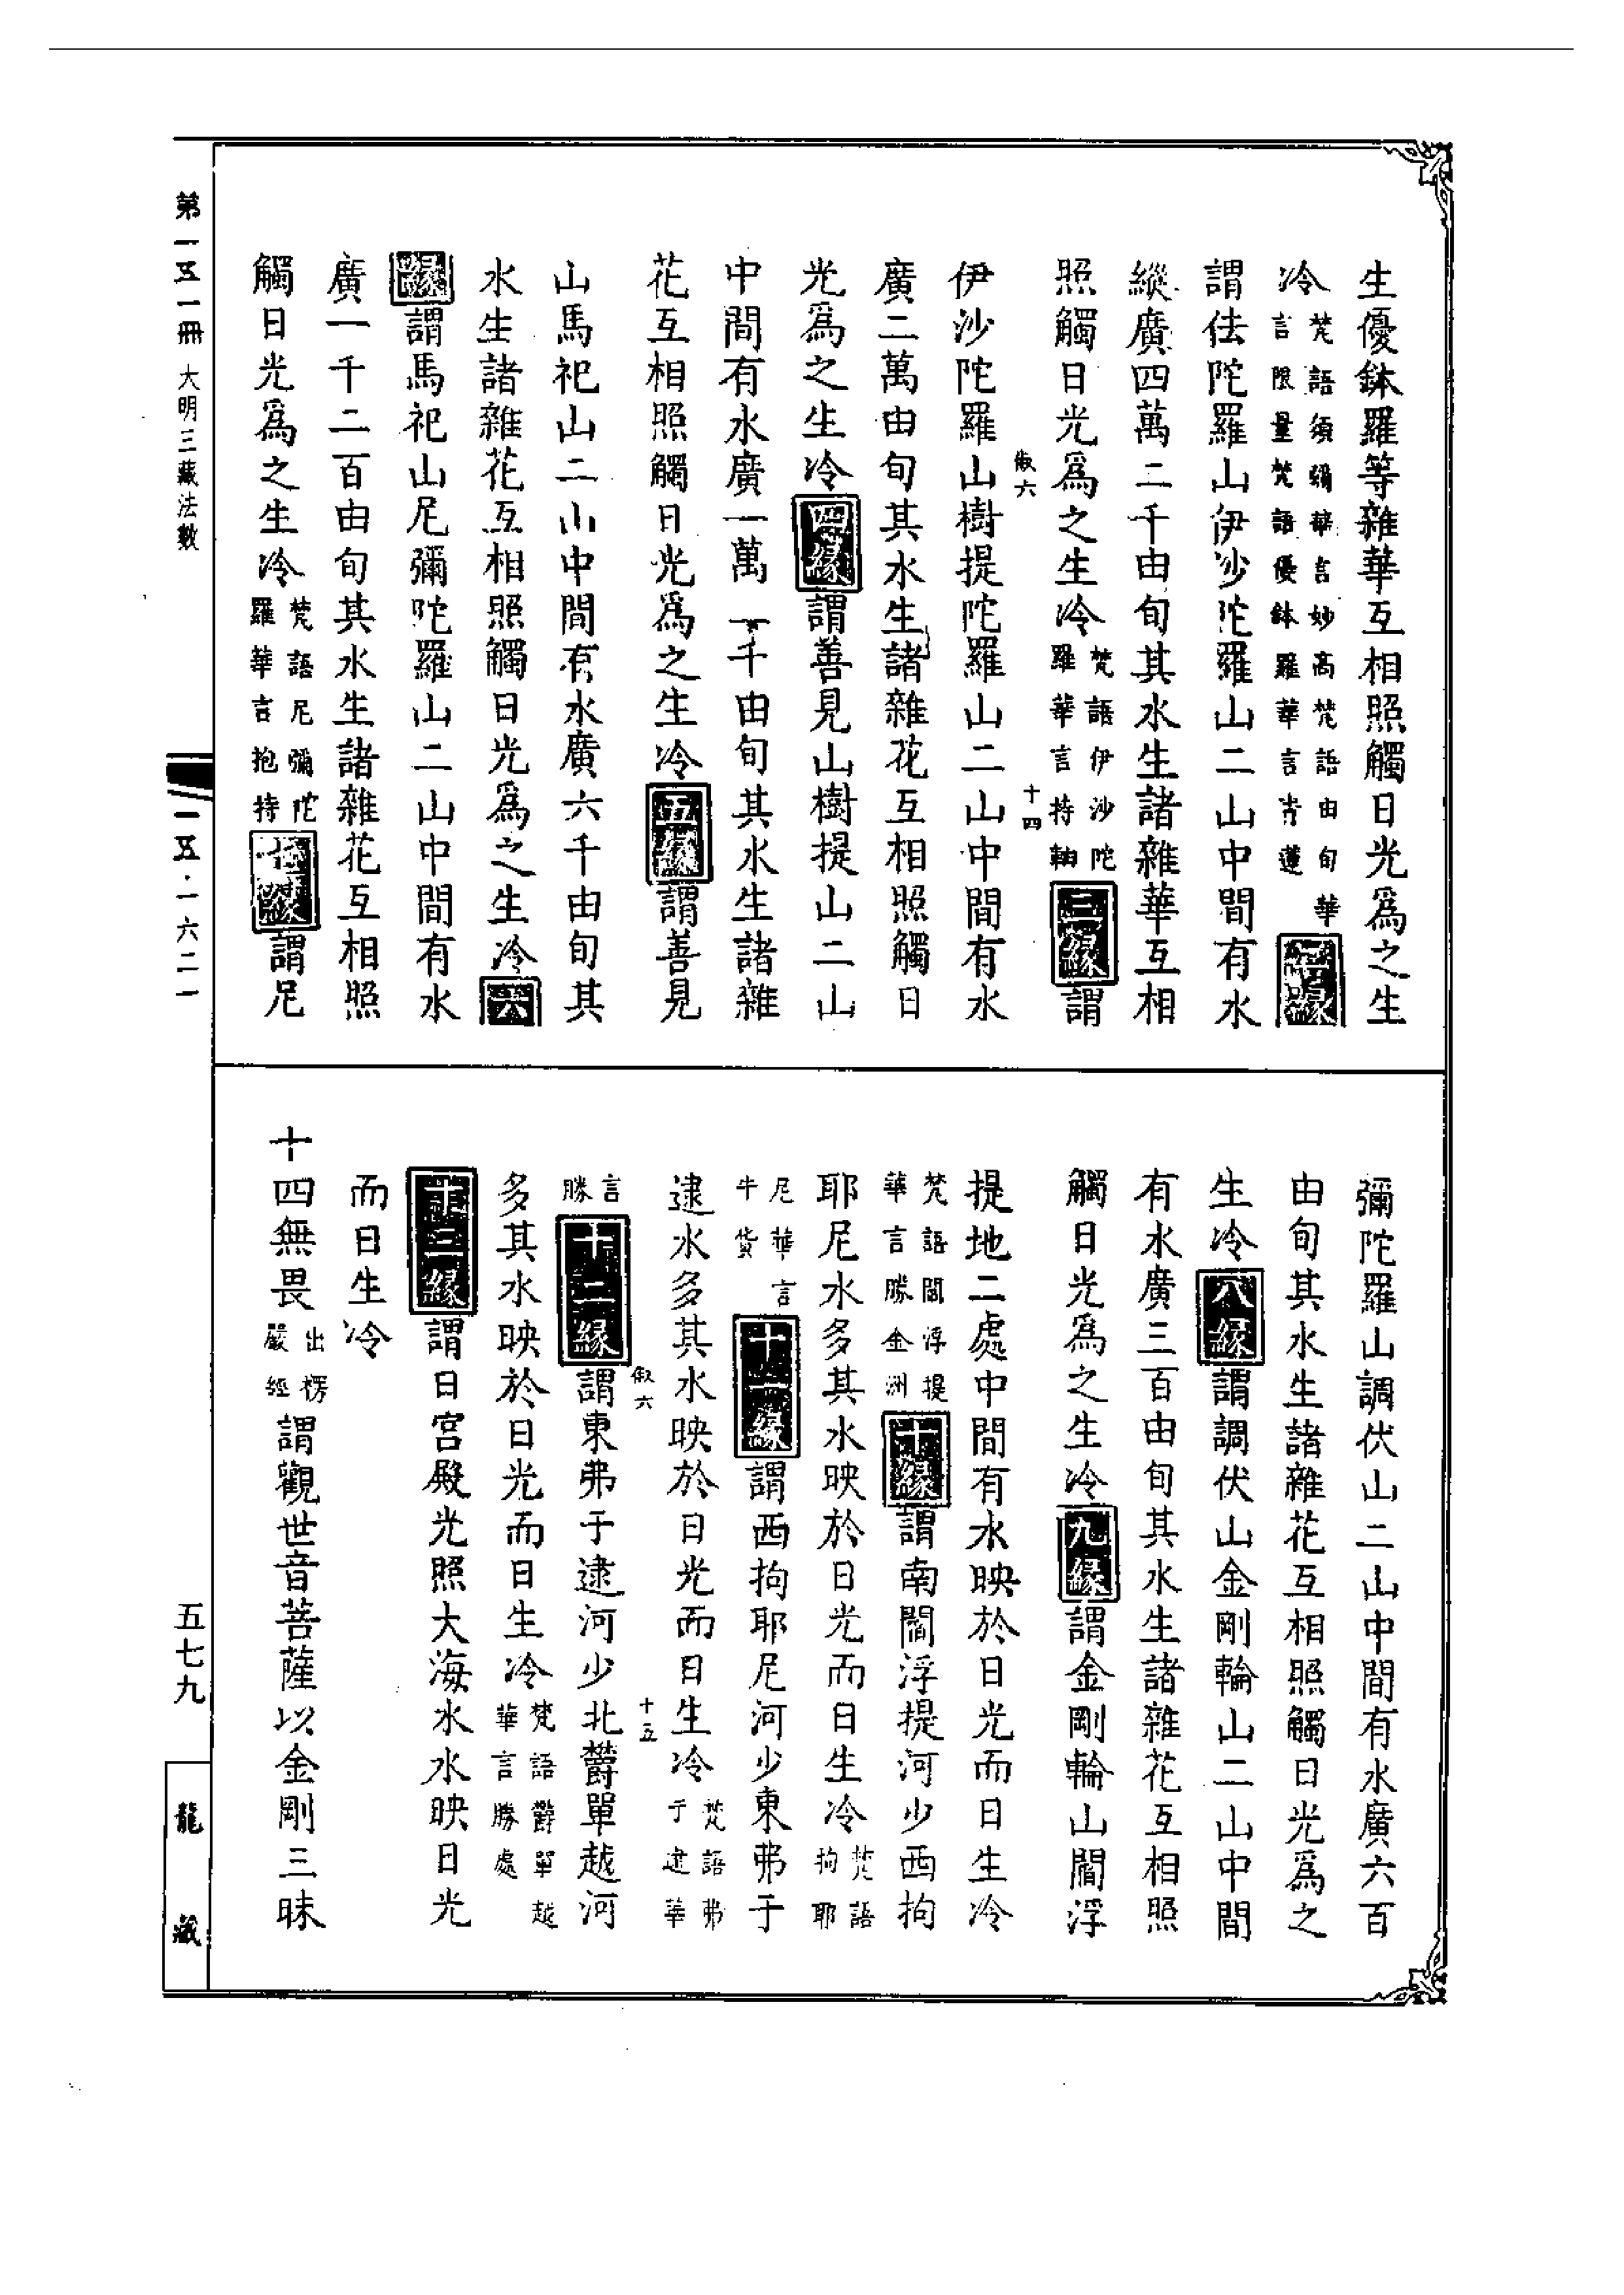 生優鉢羅等雜華互相照觸日光爲之生
冷梵語須彌華言妙高梵語由旬華言限量梵語優鉢羅華言青蓮二緣
謂佉陀羅山伊沙陀羅山二山中間有水
縱廣四萬二千由旬其水生諸雜華互相
照觸日光爲之生冷梵語伊沙陀羅華言持軸三緣謂
伊沙陀羅山樹提陀羅山二山中間有水
廣二萬由旬其水生諸雜花互相照觸日
光爲之生冷四緣謂善見山樹提山二山
中間有水廣一萬一千由旬其水生諸雜
花互相照觸日光爲之生冷五緣謂善見
山馬祀山二山中間有水廣六千由旬其
水生諸雜花互相照觸日光爲之生冷六
緣謂馬祀山尼彌陀羅山二山中間有水
廣一千二百由旬其水生諸雜花互相照
觸日光爲之生冷梵語尼彌陀羅華言抱持七緣謂尼
彌陀羅山調伏山二山中間有水廣六百
由旬其水生諸雜花互相照觸日光爲之
生冷八緣謂調伏山金剛輪山二山中間
有水廣三百由旬其水生諸雜花互相照
觸日光爲之生冷九緣謂金剛輪山閻浮
提地二處中間有水映於日光而日生冷
梵語閻浮提華言勝金洲十緣謂南閻浮提河少西拘
耶尼水多其水映於日光而日生冷梵語拘耶
尼華言牛貨十一緣謂西拘耶尼河少東弗于
逮水多其水映於日光而日生冷梵語弗于逮華
言勝十二緣謂東弗于逮河少北欝單越河
多其水映於日光而日生冷梵語欝單越華言勝處
十三緣謂日宮殿光照大海水水映日光
而日生冷
十四無畏出楞嚴經謂觀世音菩薩以金剛三昧
第一五一冊 大明三藏法數
一五·一六二一
五七九
龍藏
十四
十五